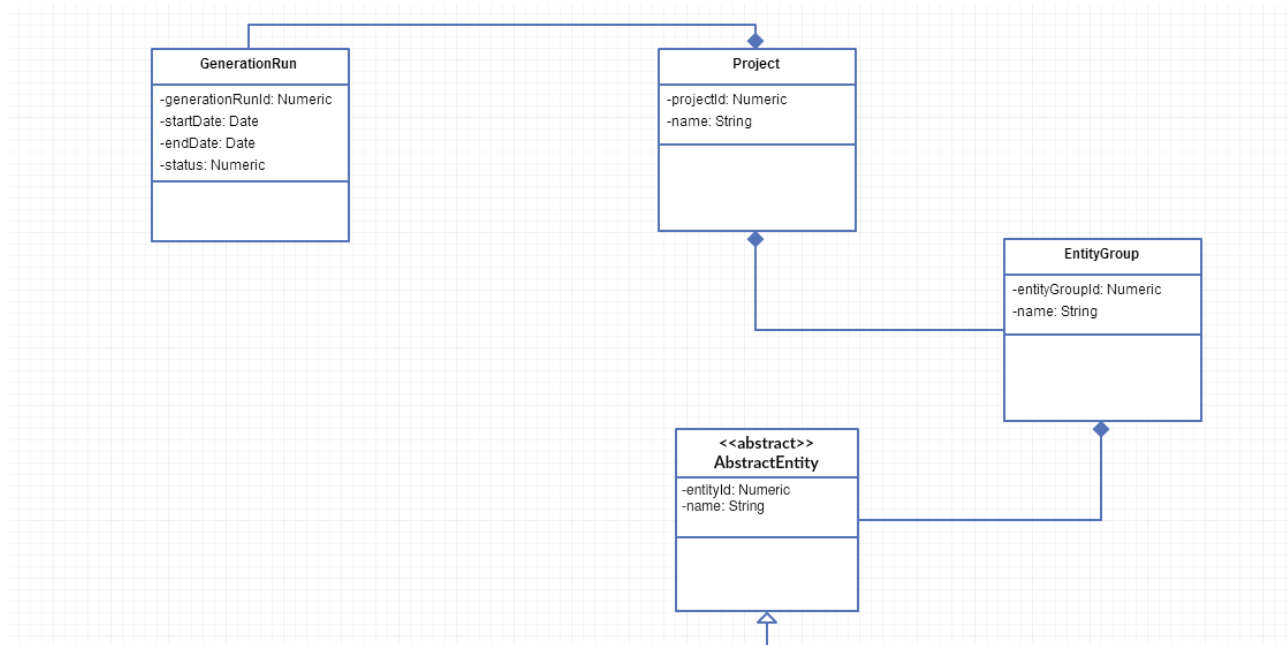 GenerationRun
-generationRunId: Numeric
-startDate: Date
-endDate: Date
-status: Numeric
Project
-projectId: Numeric
-name: String
EntityGroup
-entityGroupId: Numeric
-name: String
<<abstract>>
AbstractEntity
-entityId: Numeric
-name: String